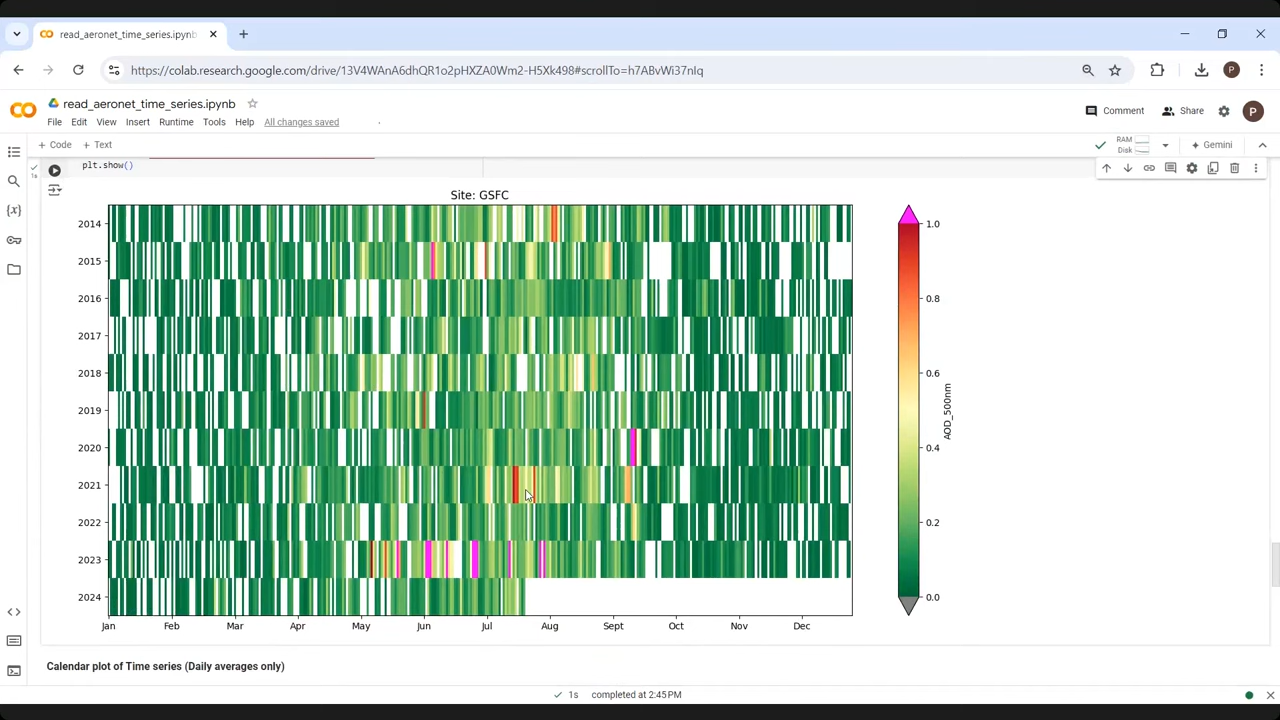 read_aeronet_time_series.ipynb
https://colab.research.google.com/drive/13V4WAnA6dhQR1o2pHXZA0Wm2-H5Xk498#scrollTo=h7ABvWi37nIq
P
read_aeronet_time_series.ipynb
Comment
Share
P
File Edit View Insert Runtime Tools Help All changes saved
+ Code + Text
RAM
Disk
Gemini
plt.show()
1s
Site: GSFC
2014
2015
2016
2017
2018
2019
2020
2021
2022
2023
2024
Jan Feb Mar Apr May Jun Jul Aug Sept Oct Nov Dec
1.0
0.8
0.6
0.4
0.2
0.0
AOD_500nm
Calendar plot of Time series (Daily averages only)
1s completed at 2:45PM